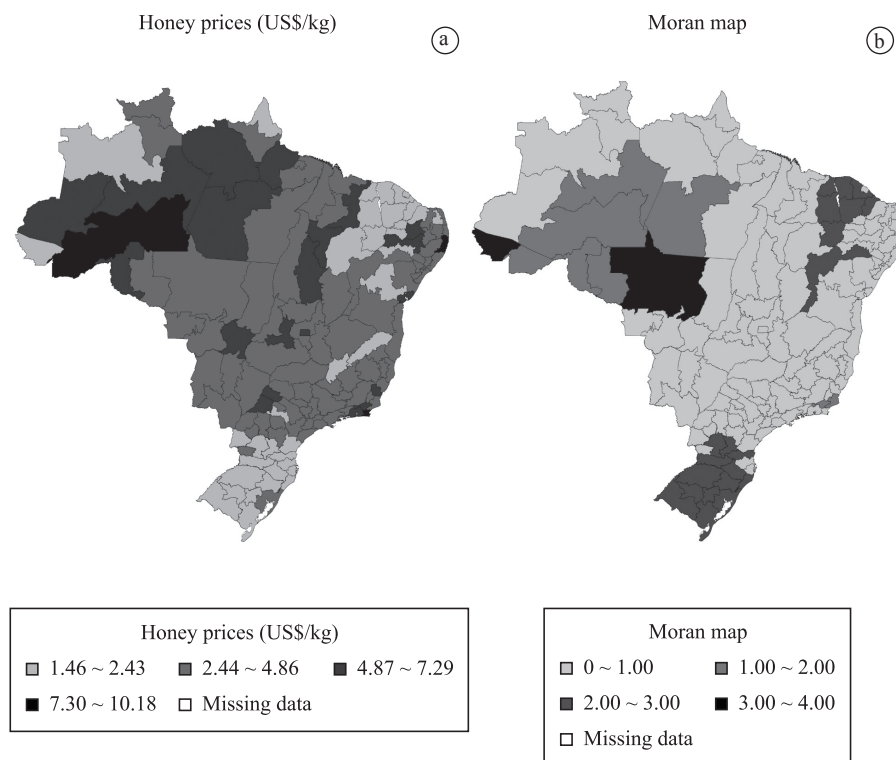 Honey prices (US$/kg)
a
Moran map
b
Honey prices (US$/kg)
1.46 ~ 2.43 2.44 ~ 4.86 4.87 ~ 7.29
7.30 ~ 10.18 Missing data
Moran map
0 ~ 1.00 1.00 ~ 2.00
2.00 ~ 3.00 3.00 ~ 4.00
Missing data